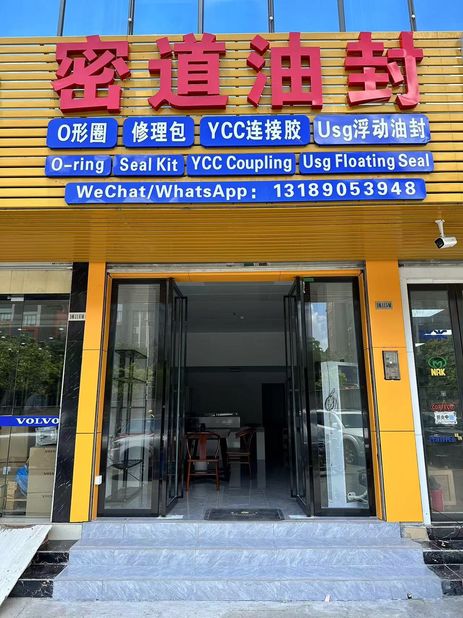 密道油封
O形圈 修理包 YCC连接胶 Usg浮动油封
O-ring Seal Kit YCC Coupling Usg Floating Seal
WeChat/WhatsApp：13189053948
VOLVO
NRK